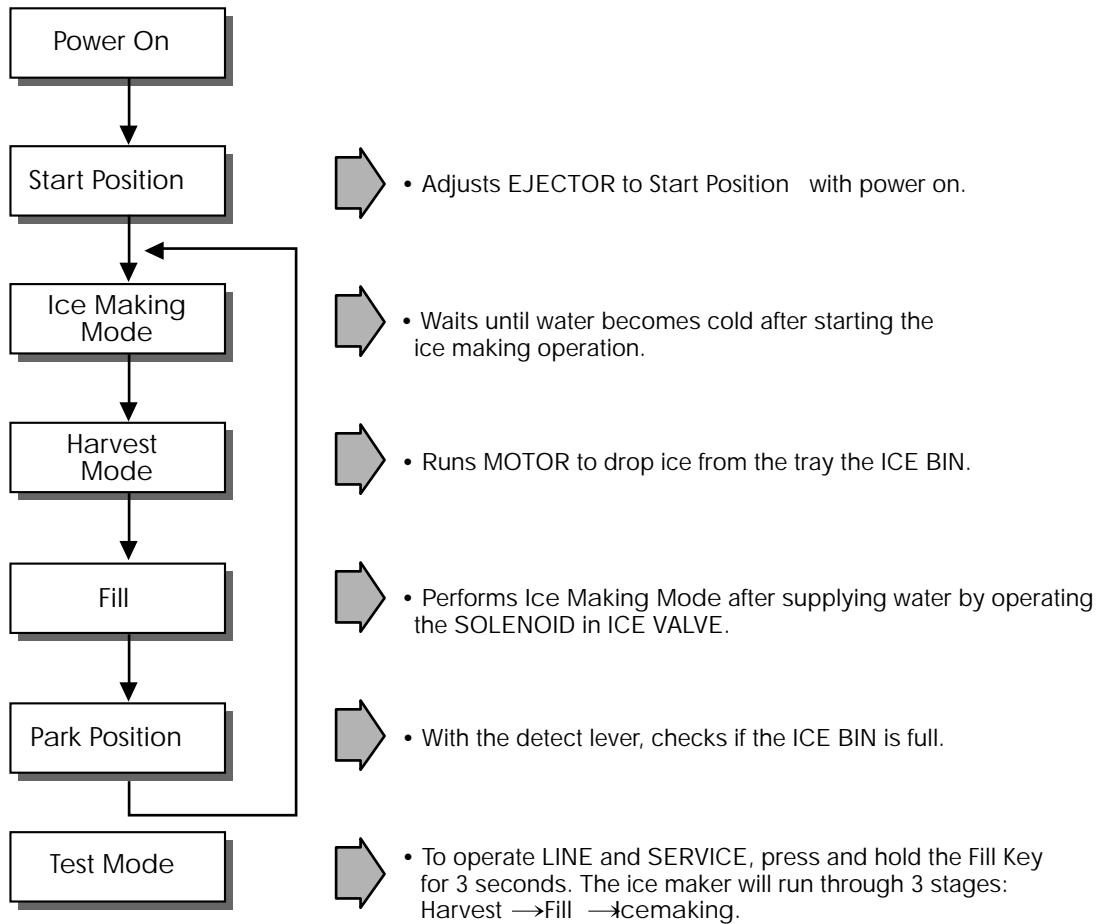 Power On
Start Position
• Adjusts EJECTOR to Start Position with power on.
Ice Making
Mode
• Waits until water becomes cold after starting the
ice making operation.
Harvest
Mode
• Runs MOTOR to drop ice from the tray the ICE BIN.
Fill
• Performs Ice Making Mode after supplying water by operating
the SOLENOID in ICE VALVE.
Park Position
• With the detect lever, checks if the ICE BIN is full.
Test Mode
• To operate LINE and SERVICE, press and hold the Fill Key
for 3 seconds. The ice maker will run through 3 stages:
Harvest →Fill →Icemaking.